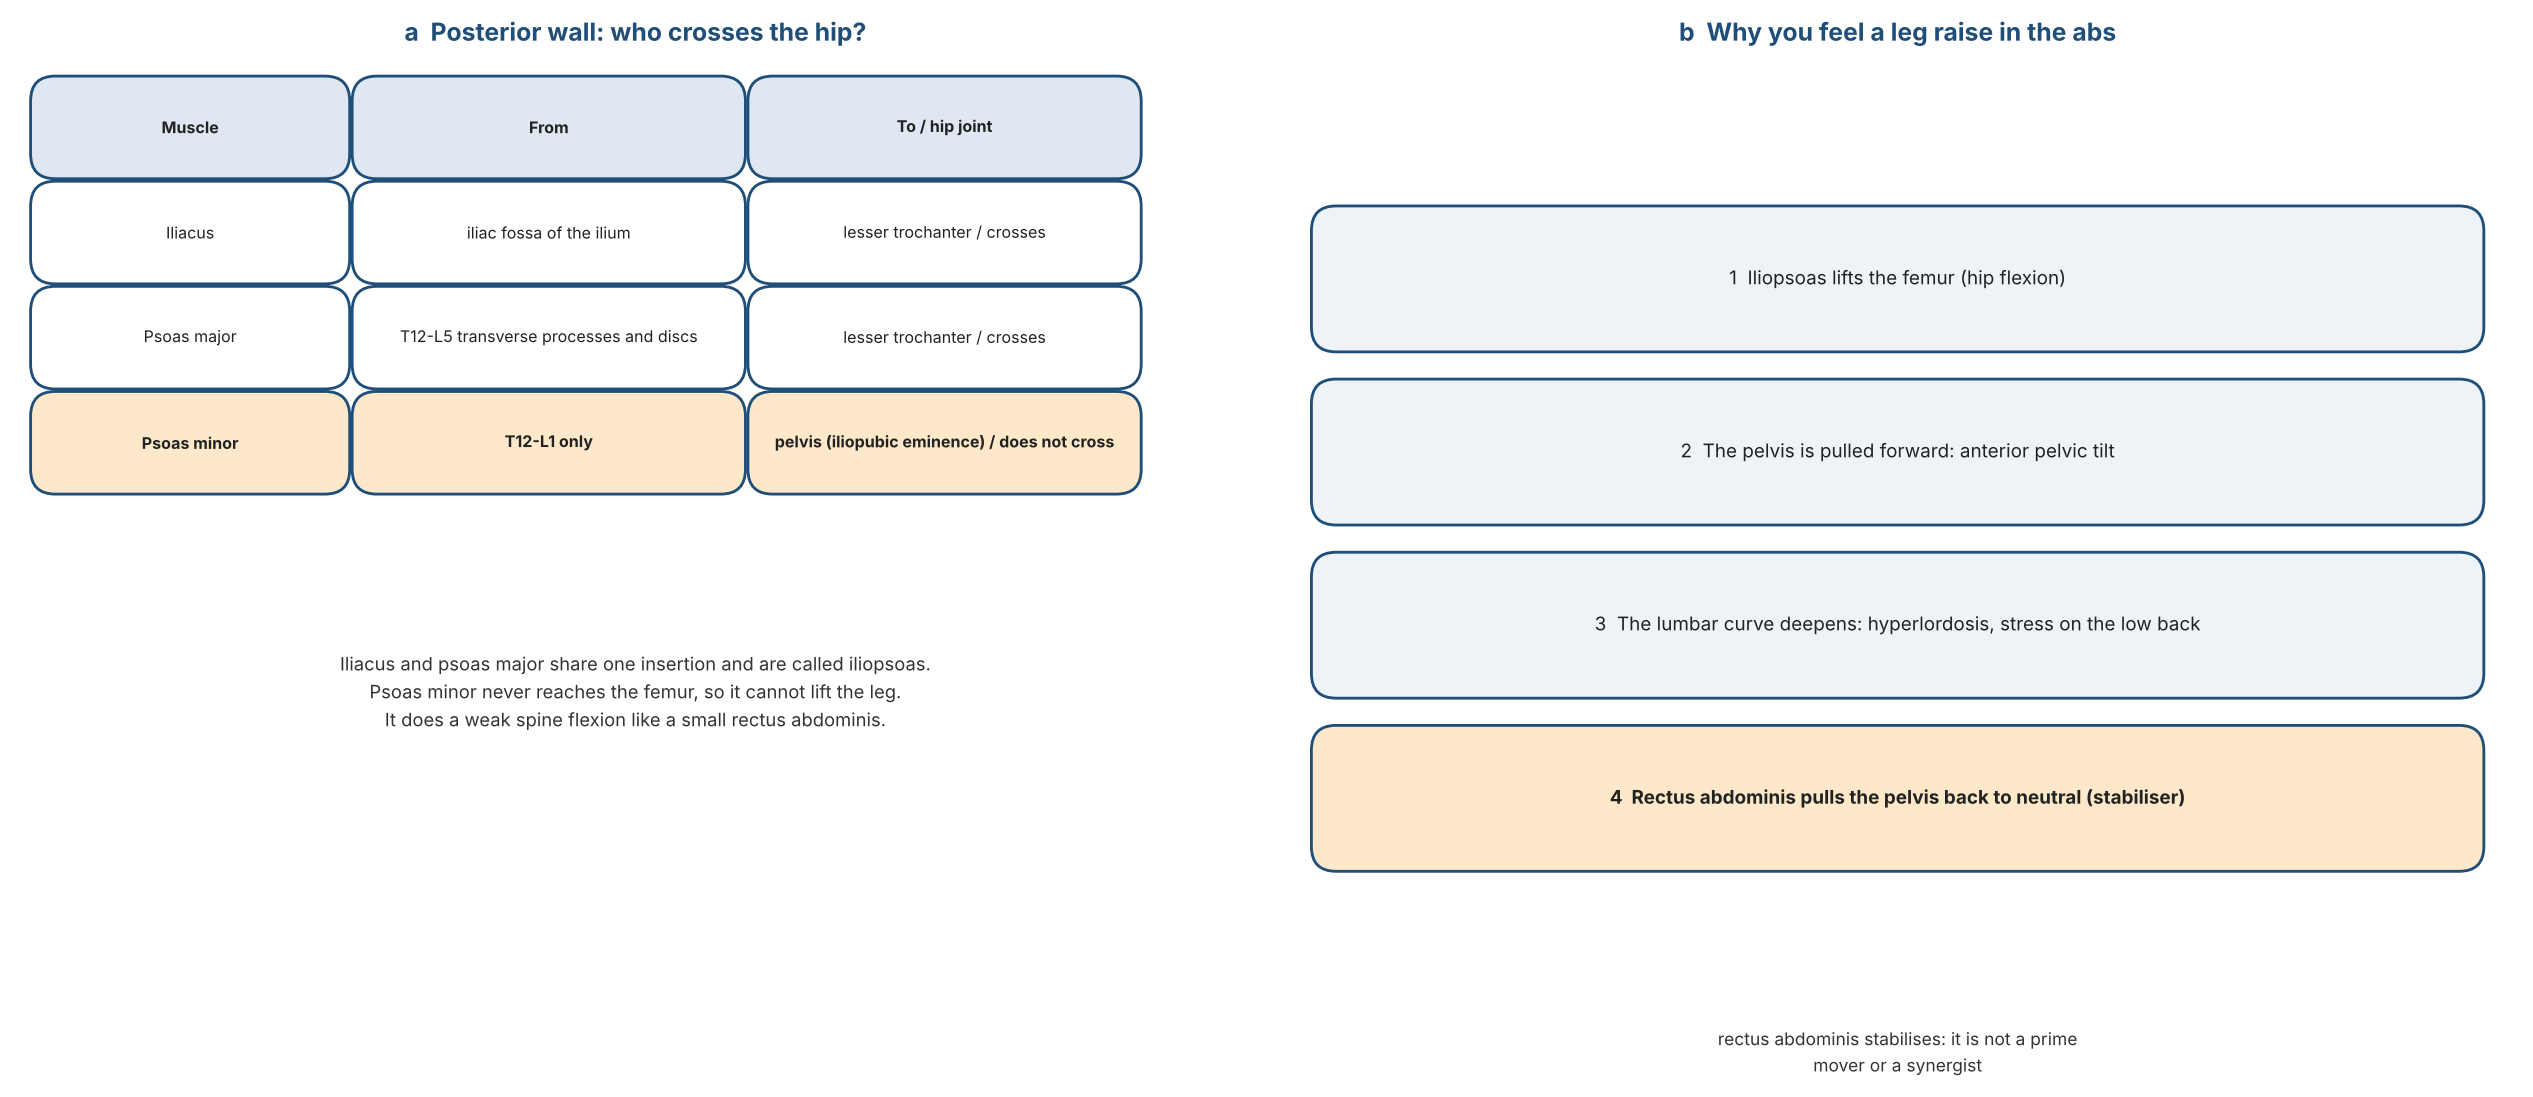 a Posterior wall: who crosses the hip?
Muscle
From
To / hip joint
Iliacus
iliac fossa of the ilium
lesser trochanter / crosses
Psoas major
T12-L5 transverse processes and discs
lesser trochanter / crosses
Psoas minor
T12-L1 only
pelvis (iliopubic eminence) / does not cross
Iliacus and psoas major share one insertion and are called iliopsoas.
Psoas minor never reaches the femur, so it cannot lift the leg.
It does a weak spine flexion like a small rectus abdominis.
b Why you feel a leg raise in the abs
1 Iliopsoas lifts the femur (hip flexion)
2 The pelvis is pulled forward: anterior pelvic tilt
3 The lumbar curve deepens: hyperlordosis, stress on the low back
4 Rectus abdominis pulls the pelvis back to neutral (stabiliser)
rectus abdominis stabilises: it is not a prime
mover or a synergist